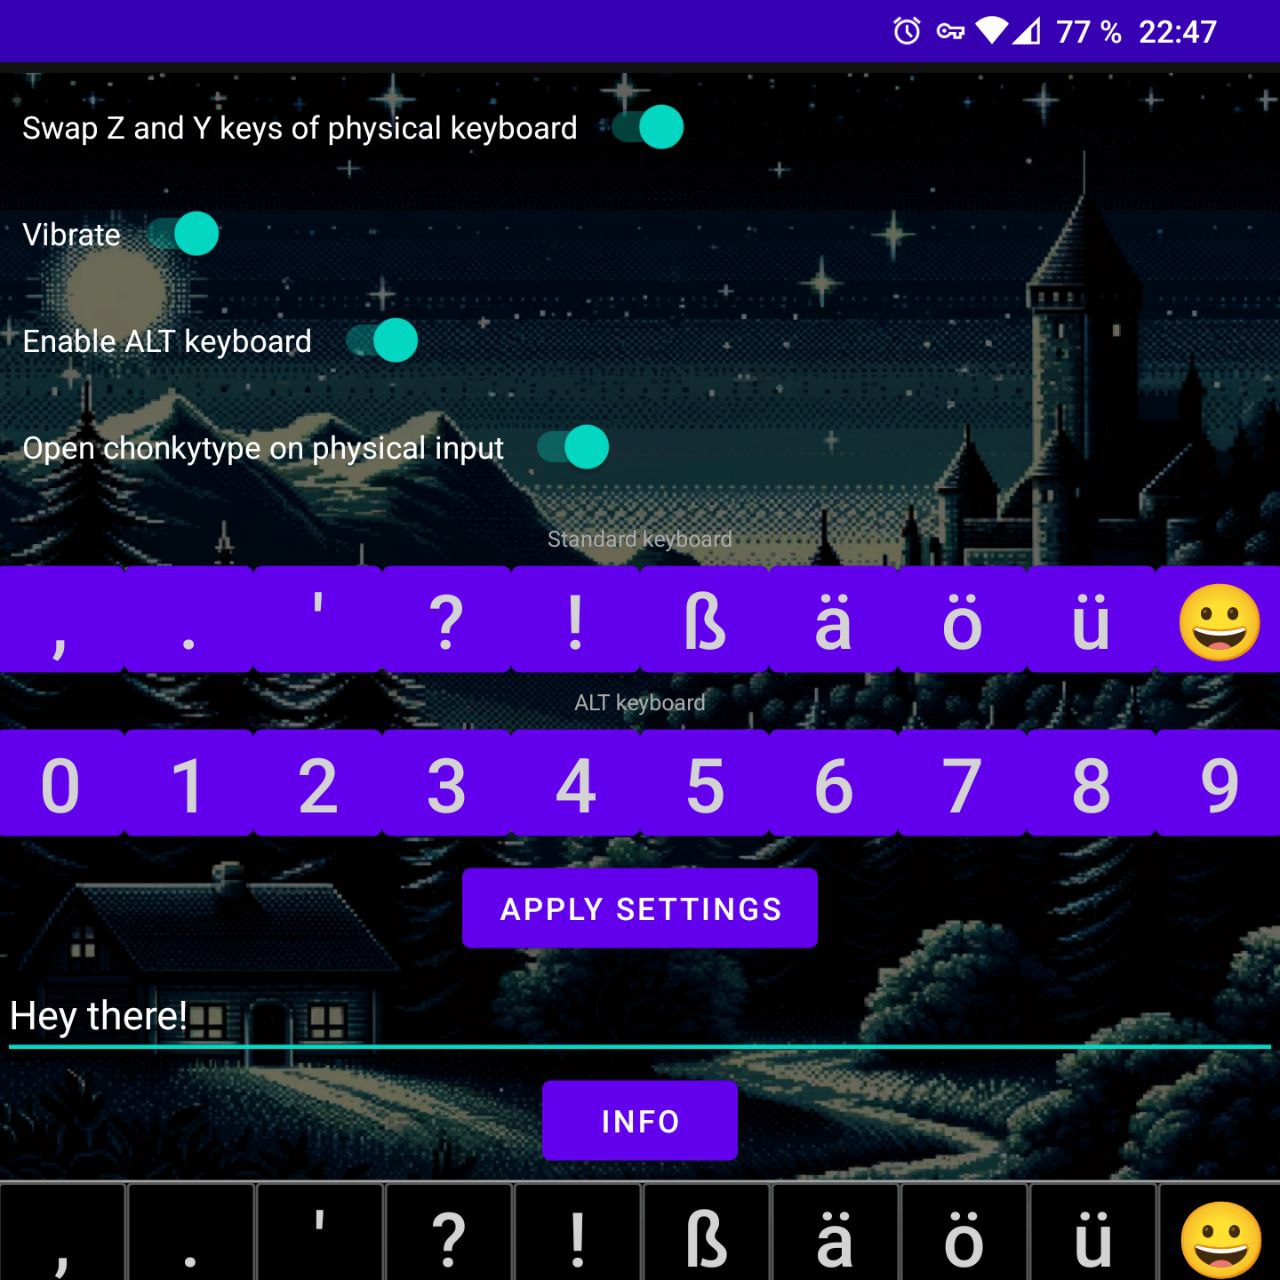 77 % 22:47
Swap Z and Y keys of physical keyboard
Vibrate
Enable ALT keyboard
Open chonkytype on physical input
Standard keyboard
, . ' ? ! ß ä ö ü 😀
ALT keyboard
0 1 2 3 4 5 6 7 8 9
APPLY SETTINGS
Hey there!
INFO
, . ' ? ! ß ä ö ü 😀